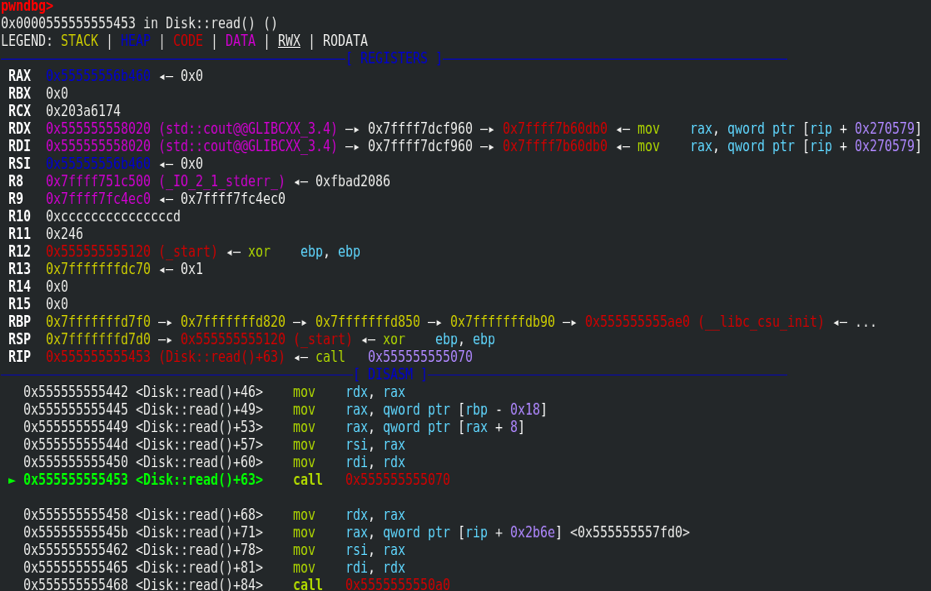 pwndbg>
0x0000555555555453 in Disk::read() ()
LEGEND: STACK | HEAP | CODE | DATA | RWX | RODATA
[ REGISTERS ]
RAX 0x55555556b460 ◂— 0x0
RBX 0x0
RCX 0x203a6174
RDX 0x555555558020 (std::cout@@GLIBCXX_3.4) —▸ 0x7ffff7dcf960 —▸ 0x7ffff7b60db0 ◂— mov rax, qword ptr [rip + 0x270579]
RDI 0x555555558020 (std::cout@@GLIBCXX_3.4) —▸ 0x7ffff7dcf960 —▸ 0x7ffff7b60db0 ◂— mov rax, qword ptr [rip + 0x270579]
RSI 0x55555556b460 ◂— 0x0
R8 0x7ffff751c500 (_IO_2_1_stderr_) ◂— 0xfbad2086
R9 0x7ffff7fc4ec0 ◂— 0x7ffff7fc4ec0
R10 0xcccccccccccccccd
R11 0x246
R12 0x555555555120 (_start) ◂— xor ebp, ebp
R13 0x7fffffffdc70 ◂— 0x1
R14 0x0
R15 0x0
RBP 0x7fffffffd7f0 —▸ 0x7fffffffd820 —▸ 0x7fffffffd850 —▸ 0x7fffffffdb90 —▸ 0x555555555ae0 (__libc_csu_init) ◂— ...
RSP 0x7fffffffd7d0 —▸ 0x555555555120 (_start) ◂— xor ebp, ebp
RIP 0x555555555453 (Disk::read()+63) ◂— call 0x555555555070
[ DISASM ]
0x555555555442 <Disk::read()+46> mov rdx, rax
0x555555555445 <Disk::read()+49> mov rax, qword ptr [rbp - 0x18]
0x555555555449 <Disk::read()+53> mov rax, qword ptr [rax + 8]
0x55555555544d <Disk::read()+57> mov rsi, rax
0x555555555450 <Disk::read()+60> mov rdi, rdx
► 0x555555555453 <Disk::read()+63> call 0x555555555070
0x555555555458 <Disk::read()+68> mov rdx, rax
0x55555555545b <Disk::read()+71> mov rax, qword ptr [rip + 0x2b6e] <0x555555557fd0>
0x555555555462 <Disk::read()+78> mov rsi, rax
0x555555555465 <Disk::read()+81> mov rdi, rdx
0x555555555468 <Disk::read()+84> call 0x5555555550a0